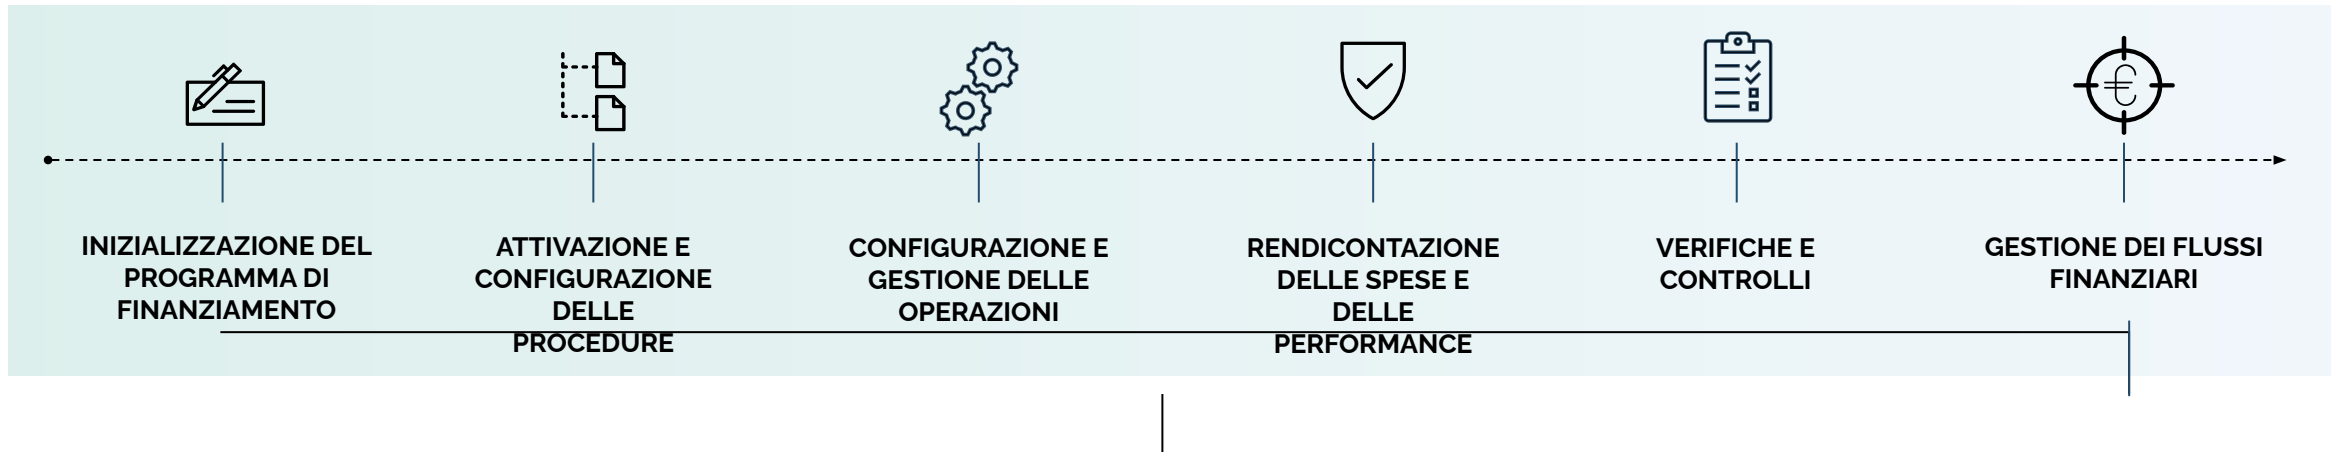 INIZIALIZZAZIONE DEL
PROGRAMMA DI
FINANZIAMENTO
ATTIVAZIONE E
CONFIGURAZIONE
DELLE
PROCEDURE
CONFIGURAZIONE E
GESTIONE DELLE
OPERAZIONI
RENDICONTAZIONE
DELLE SPESE E
DELLE
PERFORMANCE
VERIFICHE E
CONTROLLI
GESTIONE DEI FLUSSI
FINANZIARI